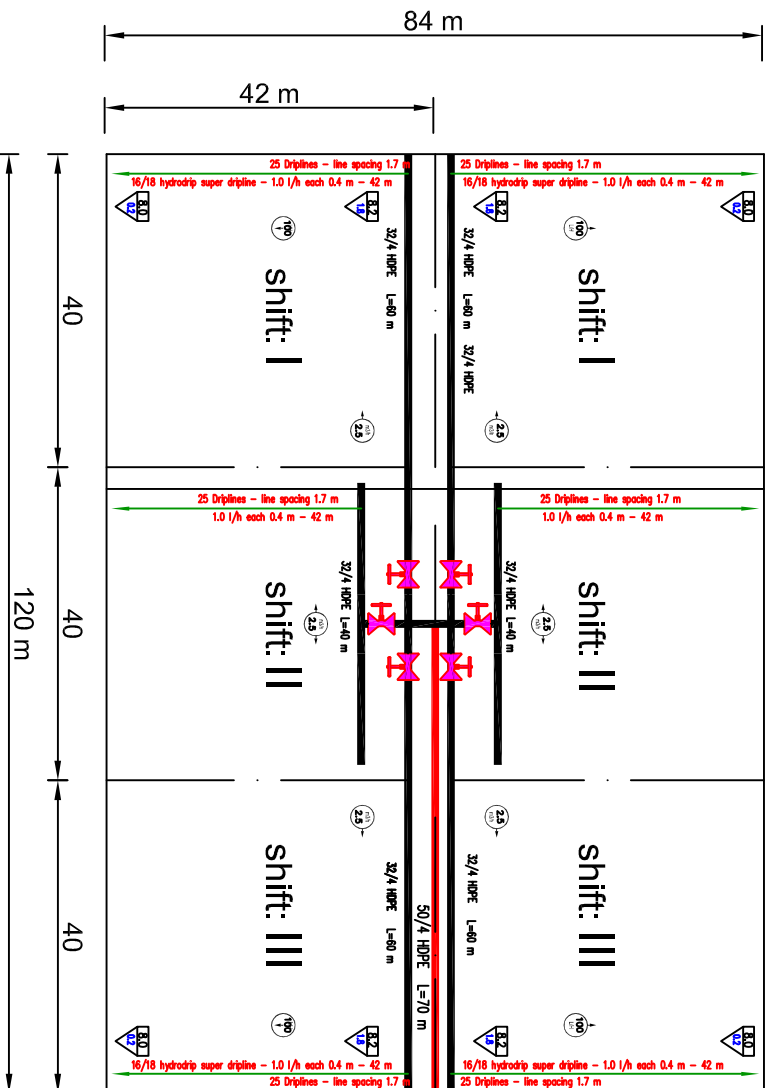 84 m
42 m
25 Driplines - line spacing 1.7 m
16/18 hydrodrip super dripline - 1.0 l/h each 0.4 m - 42 m
25 Driplines - line spacing 1.7 m
16/18 hydrodrip super dripline - 1.0 l/h each 0.4 m - 42 m
8.0
0.2
8.2
1.8
8.2
1.8
8.0
0.2
100
100
L/H
32/4 HDPE L=60 m
32/4 HDPE L=60 m 32/4 HDPE
40
shift: I
shift: I
2.5
m3/h
2.5
m3/h
25 Driplines - line spacing 1.7 m
1.0 l/h each 0.4 m - 42 m
25 Driplines - line spacing 1.7 m
1.0 l/h each 0.4 m - 42 m
32/4 HDPE L=40 m
32/4 HDPE L=40 m
120 m
40
shift: II
2.5
m3/h
2.5
m3/h
shift: II
2.5
m3/h
2.5
m3/h
40
shift: III
32/4 HDPE L=60 m
50/4 HDPE L=70 m
32/4 HDPE L=60 m
shift: III
100
100
L/H
8.0
0.2
8.2
1.8
8.2
1.8
8.0
0.2
16/18 hydrodrip super dripline - 1.0 l/h each 0.4 m - 42 m
25 Driplines - line spacing 1.7 m
16/18 hydrodrip super dripline - 1.0 l/h each 0.4 m - 42 m
25 Driplines - line spacing 1.7 m